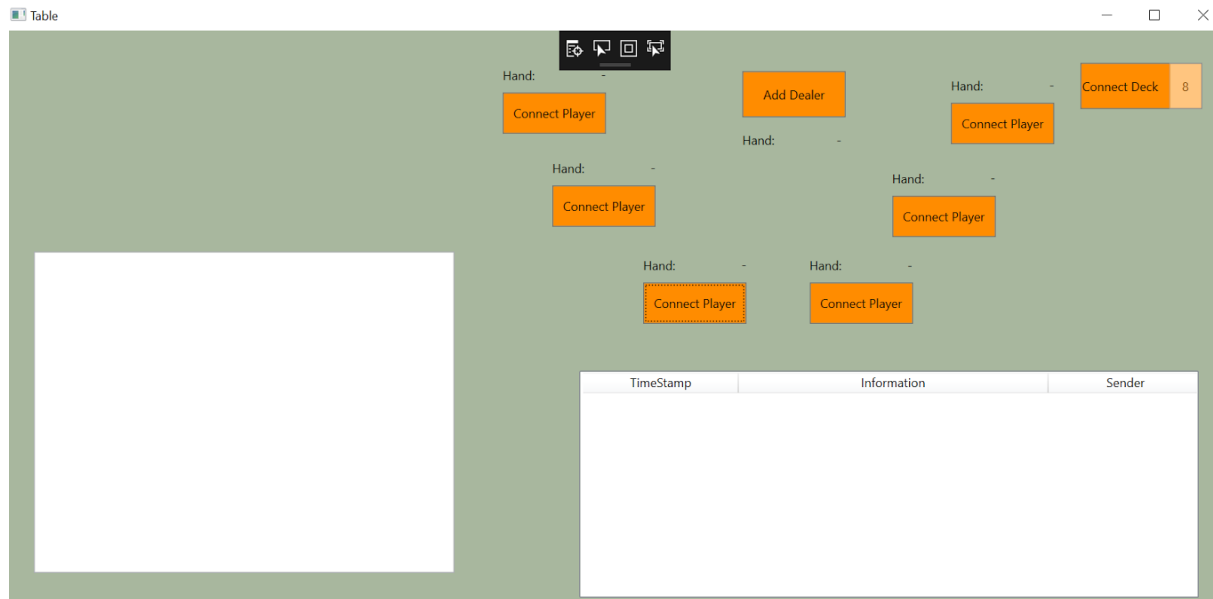 Table
Hand: -
Connect Player
Add Dealer
Hand: -
Hand: -
Connect Player
Connect Deck 8
Hand: -
Connect Player
Hand: -
Connect Player
Hand: -
Connect Player
Hand: -
Connect Player
TimeStamp Information Sender